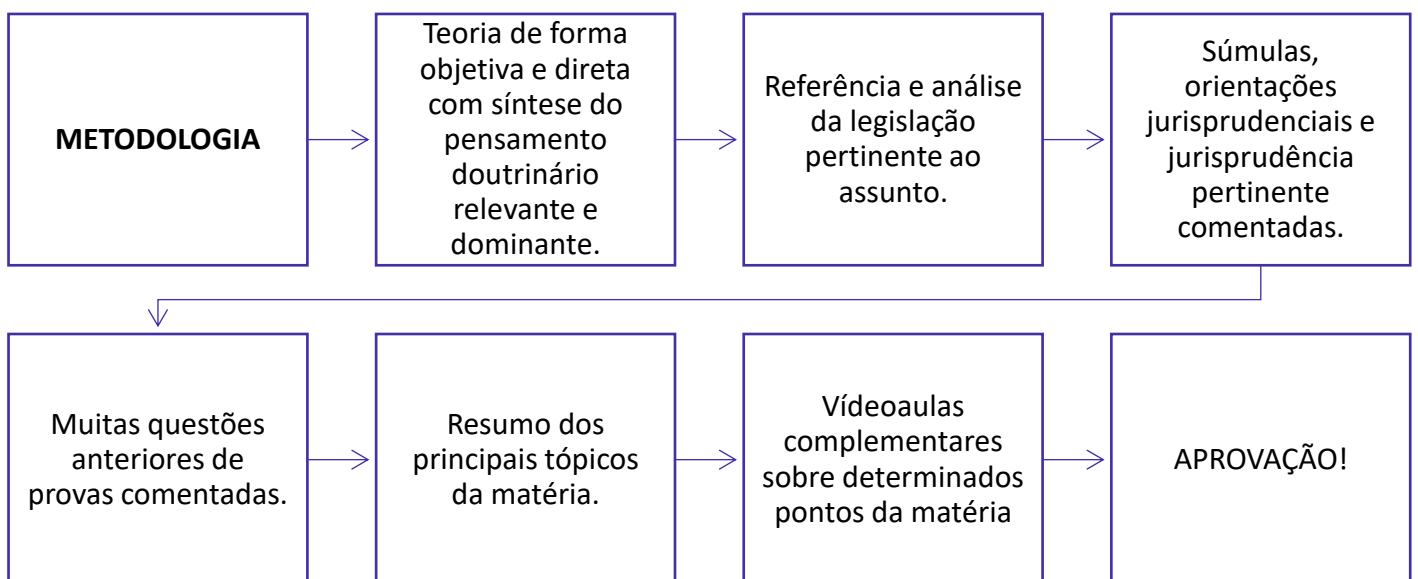 METODOLOGIA
Teoria de forma
objetiva e direta
com síntese do
pensamento
doutrinário
relevante e
dominante.
Referência e análise
da legislação
pertinente ao
assunto.
Súmulas,
orientações
jurisprudenciais e
jurisprudência
pertinente
comentadas.
Muitas questões
anteriores de
provas comentadas.
Resumo dos
principais tópicos
da matéria.
Vídeoaulas
complementares
sobre determinados
pontos da matéria
APROVAÇÃO!